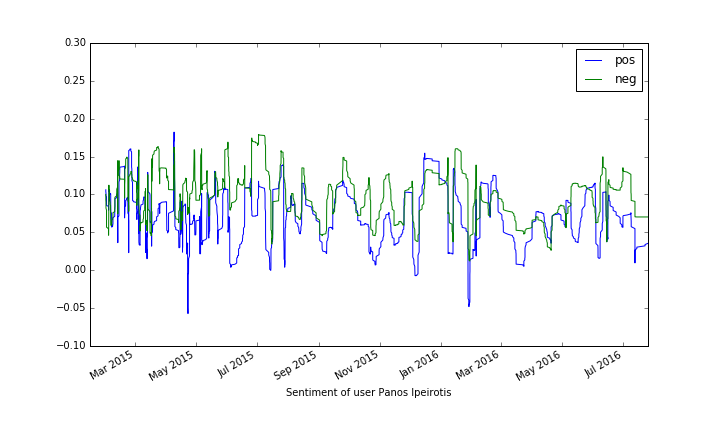 0.30
0.25
0.20
0.15
0.10
0.05
0.00
−0.05
−0.10
pos
neg
Mar 2015
May 2015
Jul 2015
Sep 2015
Nov 2015
Jan 2016
Mar 2016
May 2016
Jul 2016
Sentiment of user Panos Ipeirotis